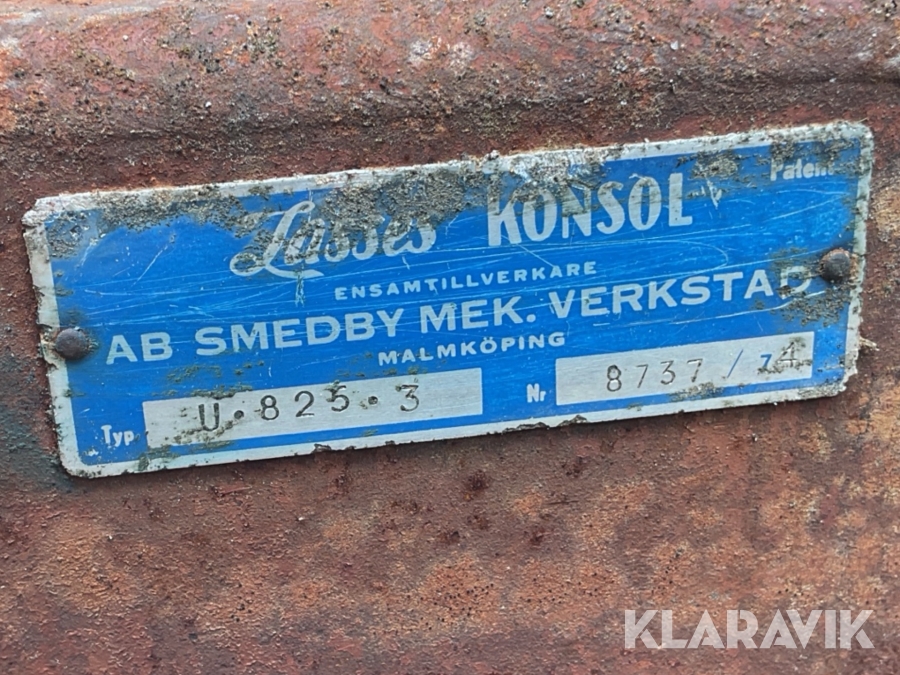 Lasses KONSOL Patent
ENSAMTILLVERKARE
AB SMEDBY MEK. VERKSTAD
MALMKÖPING
Typ U·825·3 Nr 8737/74
KLARAVIK